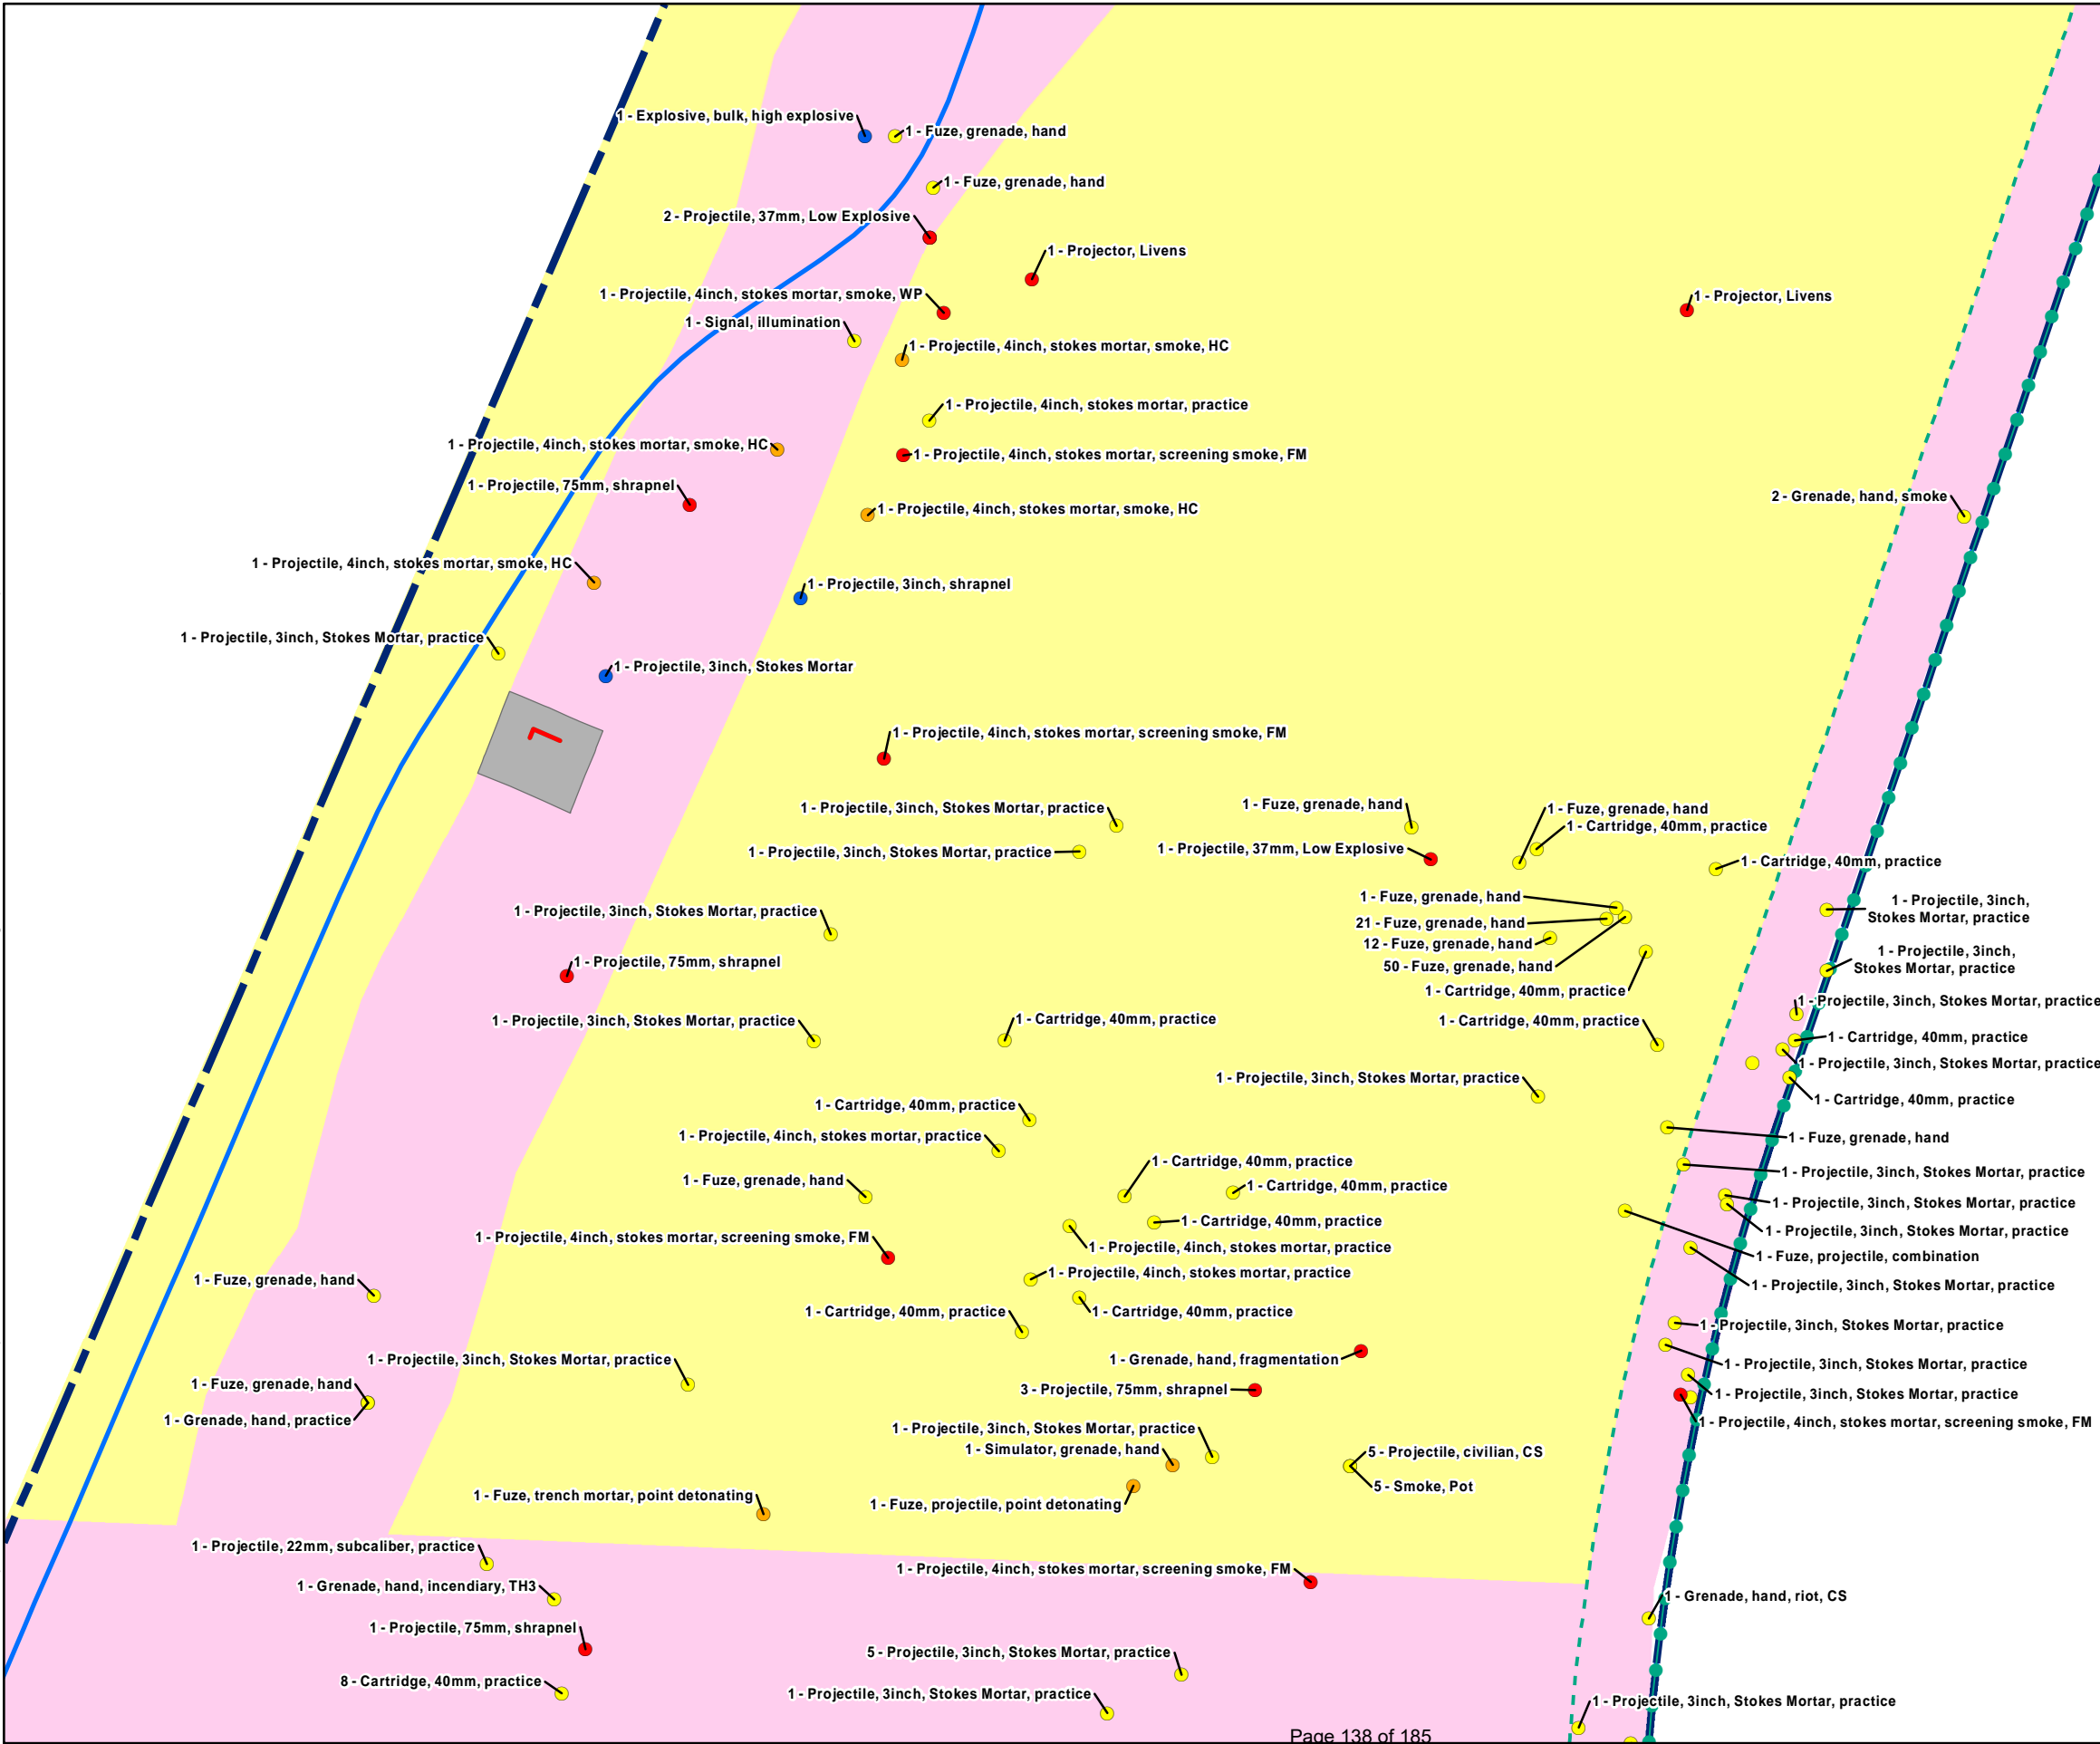 1 - Explosive, bulk, high explosive
1 - Fuze, grenade, hand
1 - Fuze, grenade, hand
2 - Projectile, 37mm, Low Explosive
1 - Projector, Livens
1 - Projectile, 4inch, stokes mortar, smoke, WP
1 - Projector, Livens
1 - Signal, illumination
1 - Projectile, 4inch, stokes mortar, smoke, HC
1 - Projectile, 4inch, stokes mortar, practice
1 - Projectile, 4inch, stokes mortar, smoke, HC
1 - Projectile, 4inch, stokes mortar, screening smoke, FM
1 - Projectile, 75mm, shrapnel
2 - Grenade, hand, smoke
1 - Projectile, 4inch, stokes mortar, smoke, HC
1 - Projectile, 4inch, stokes mortar, smoke, HC
1 - Projectile, 3inch, shrapnel
1 - Projectile, 3inch, Stokes Mortar, practice
1 - Projectile, 3inch, Stokes Mortar
1
1 - Projectile, 4inch, stokes mortar, screening smoke, FM
1 - Projectile, 3inch, Stokes Mortar, practice
1 - Fuze, grenade, hand
1 - Fuze, grenade, hand
1 - Cartridge, 40mm, practice
1 - Projectile, 3inch, Stokes Mortar, practice
1 - Projectile, 37mm, Low Explosive
1 - Cartridge, 40mm, practice
1 - Fuze, grenade, hand
1 - Projectile, 3inch,
Stokes Mortar, practice
1 - Projectile, 3inch, Stokes Mortar, practice
21 - Fuze, grenade, hand
12 - Fuze, grenade, hand
1 - Projectile, 3inch,
Stokes Mortar, practice
1 - Projectile, 75mm, shrapnel
50 - Fuze, grenade, hand
1 - Cartridge, 40mm, practice
1 - Projectile, 3inch, Stokes Mortar, practice
1 - Projectile, 3inch, Stokes Mortar, practice
1 - Cartridge, 40mm, practice
1 - Cartridge, 40mm, practice
1 - Cartridge, 40mm, practice
1 - Projectile, 3inch, Stokes Mortar, practice
1 - Projectile, 3inch, Stokes Mortar, practice
1 - Cartridge, 40mm, practice
1 - Cartridge, 40mm, practice
1 - Projectile, 4inch, stokes mortar, practice
1 - Fuze, grenade, hand
1 - Cartridge, 40mm, practice
1 - Projectile, 3inch, Stokes Mortar, practice
1 - Fuze, grenade, hand
1 - Cartridge, 40mm, practice
1 - Projectile, 3inch, Stokes Mortar, practice
1 - Cartridge, 40mm, practice
1 - Projectile, 3inch, Stokes Mortar, practice
1 - Projectile, 4inch, stokes mortar, screening smoke, FM
1 - Projectile, 4inch, stokes mortar, practice
1 - Fuze, projectile, combination
1 - Fuze, grenade, hand
1 - Projectile, 4inch, stokes mortar, practice
1 - Projectile, 3inch, Stokes Mortar, practice
1 - Cartridge, 40mm, practice
1 - Cartridge, 40mm, practice
1 - Projectile, 3inch, Stokes Mortar, practice
1 - Projectile, 3inch, Stokes Mortar, practice
1 - Grenade, hand, fragmentation
1 - Projectile, 3inch, Stokes Mortar, practice
1 - Fuze, grenade, hand
3 - Projectile, 75mm, shrapnel
1 - Projectile, 3inch, Stokes Mortar, practice
1 - Grenade, hand, practice
1 - Projectile, 4inch, stokes mortar, screening smoke, FM
1 - Projectile, 3inch, Stokes Mortar, practice
1 - Simulator, grenade, hand
5 - Projectile, civilian, CS
5 - Smoke, Pot
1 - Fuze, trench mortar, point detonating
1 - Fuze, projectile, point detonating
1 - Projectile, 22mm, subcaliber, practice
1 - Projectile, 4inch, stokes mortar, screening smoke, FM
1 - Grenade, hand, incendiary, TH3
1 - Grenade, hand, riot, CS
1 - Projectile, 75mm, shrapnel
5 - Projectile, 3inch, Stokes Mortar, practice
8 - Cartridge, 40mm, practice
1 - Projectile, 3inch, Stokes Mortar, practice
1 - Projectile, 3inch, Stokes Mortar, practice
Page 138 of 185